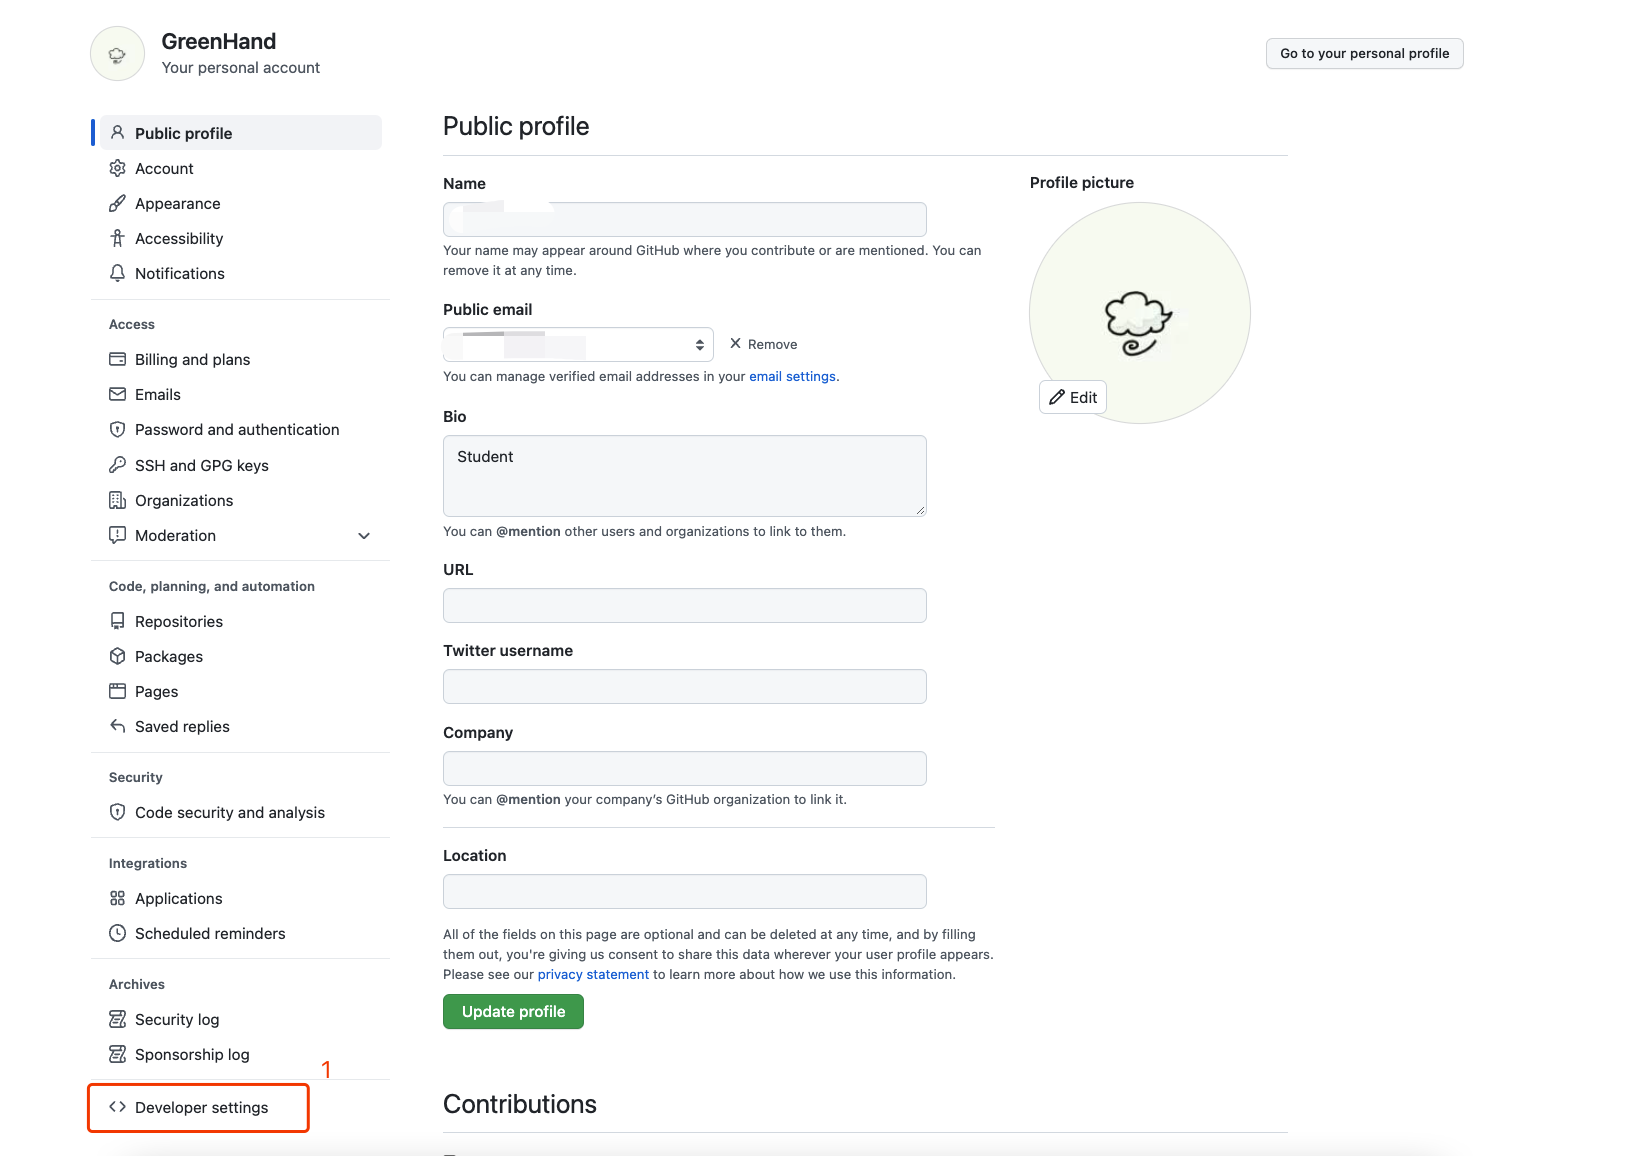 GreenHand
Your personal account
Go to your personal profile
Public profile
Account
Appearance
Accessibility
Notifications
Access
Billing and plans
Emails
Password and authentication
SSH and GPG keys
Organizations
Moderation
Code, planning, and automation
Repositories
Packages
Pages
Saved replies
Security
Code security and analysis
Integrations
Applications
Scheduled reminders
Archives
Security log
Sponsorship log
1
Developer settings
Public profile
Name
Your name may appear around GitHub where you contribute or are mentioned. You can
remove it at any time.
Public email
Remove
You can manage verified email addresses in your email settings.
Bio
Student
You can @mention other users and organizations to link to them.
URL
Twitter username
Company
You can @mention your company's GitHub organization to link it.
Location
All of the fields on this page are optional and can be deleted at any time, and by filling
them out, you're giving us consent to share this data wherever your user profile appears.
Please see our privacy statement to learn more about how we use this information.
Update profile
Contributions
Profile picture
Edit